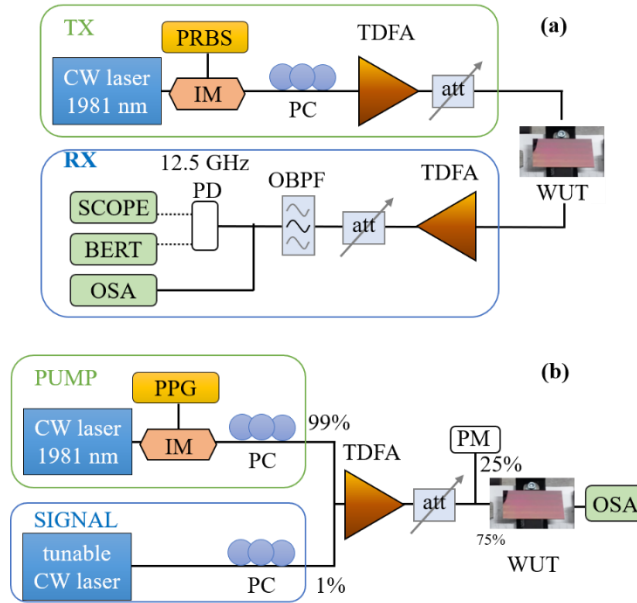 TX
(a)
PRBS
TDFA
CW laser
1981 nm
IM
PC
att
WUT
RX
12.5 GHz
PD
OBPF
TDFA
SCOPE
BERT
OSA
att
(b)
PUMP
PPG
CW laser
1981 nm
IM
PC
99%
TDFA
PM
25%
att
OSA
75%
WUT
SIGNAL
tunable
CW laser
PC
1%